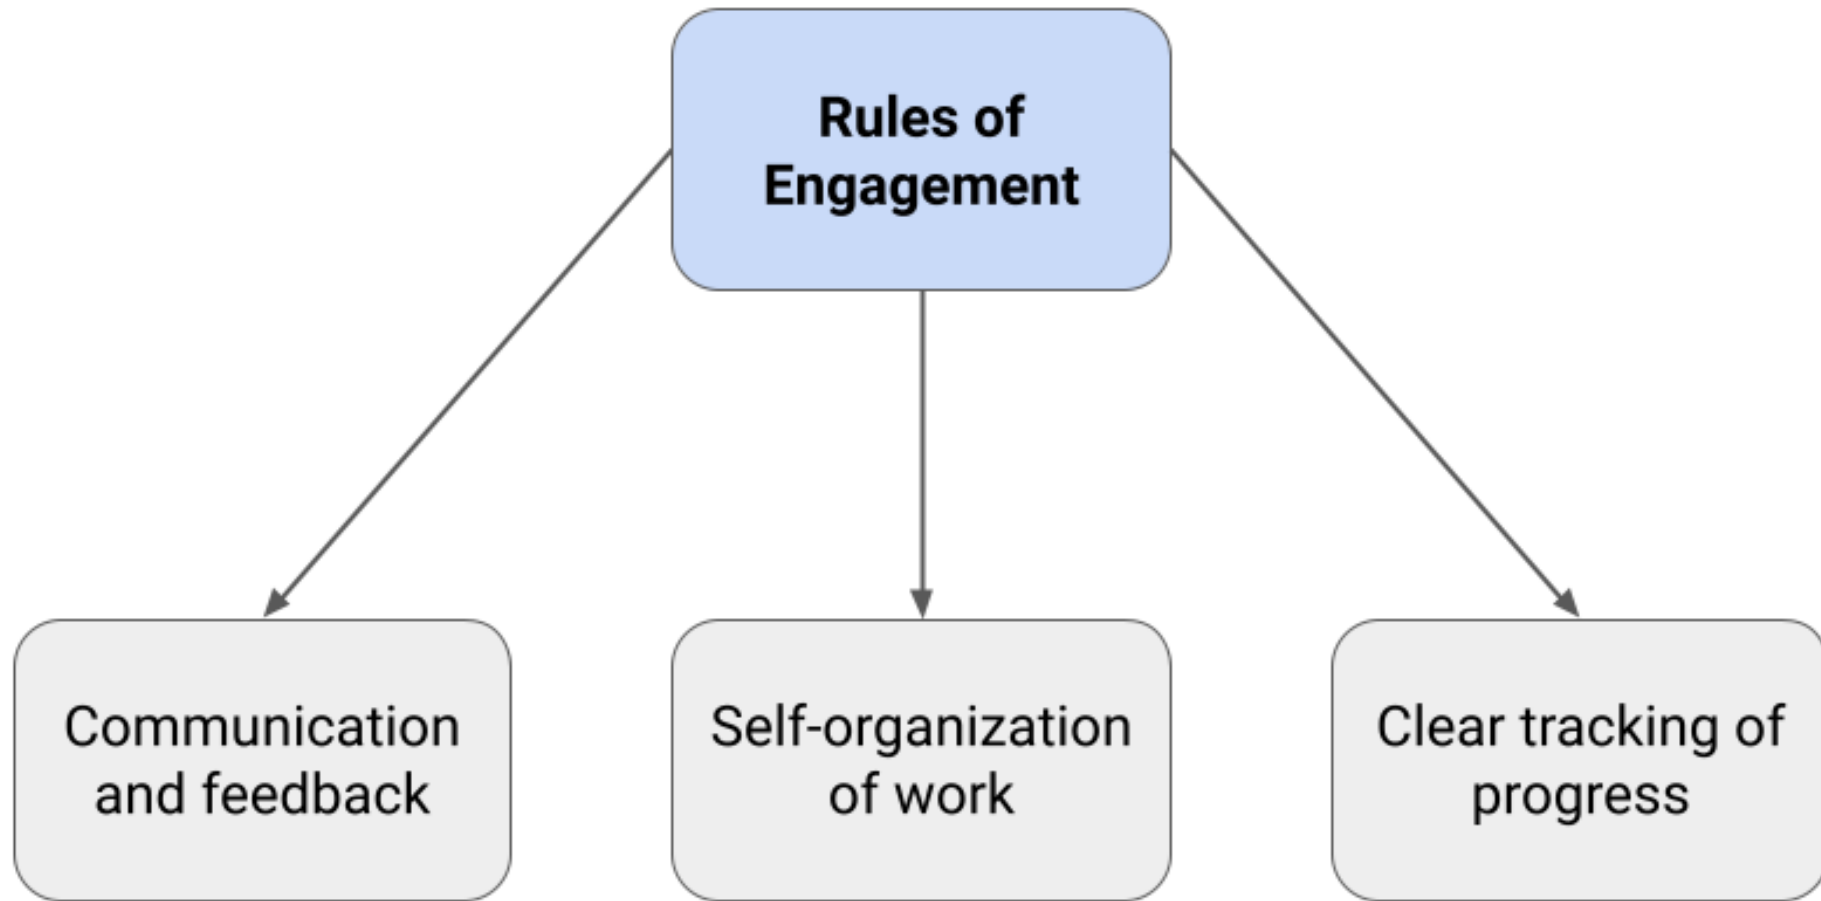 Rules of
Engagement
Communication
and feedback
Self-organization
of work
Clear tracking of
progress